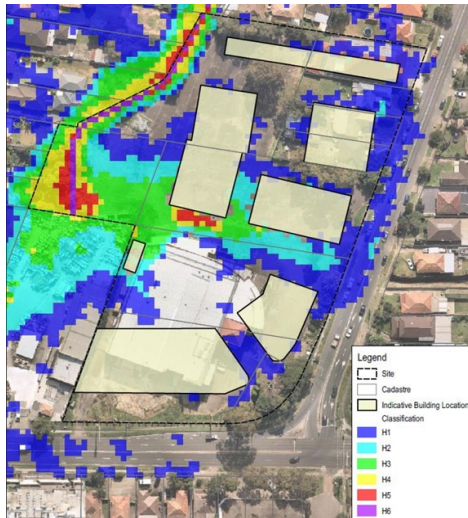 Legend
Site
Cadastre
Indicative Building Location
Classification
H1
H2
H3
H4
H5
H6